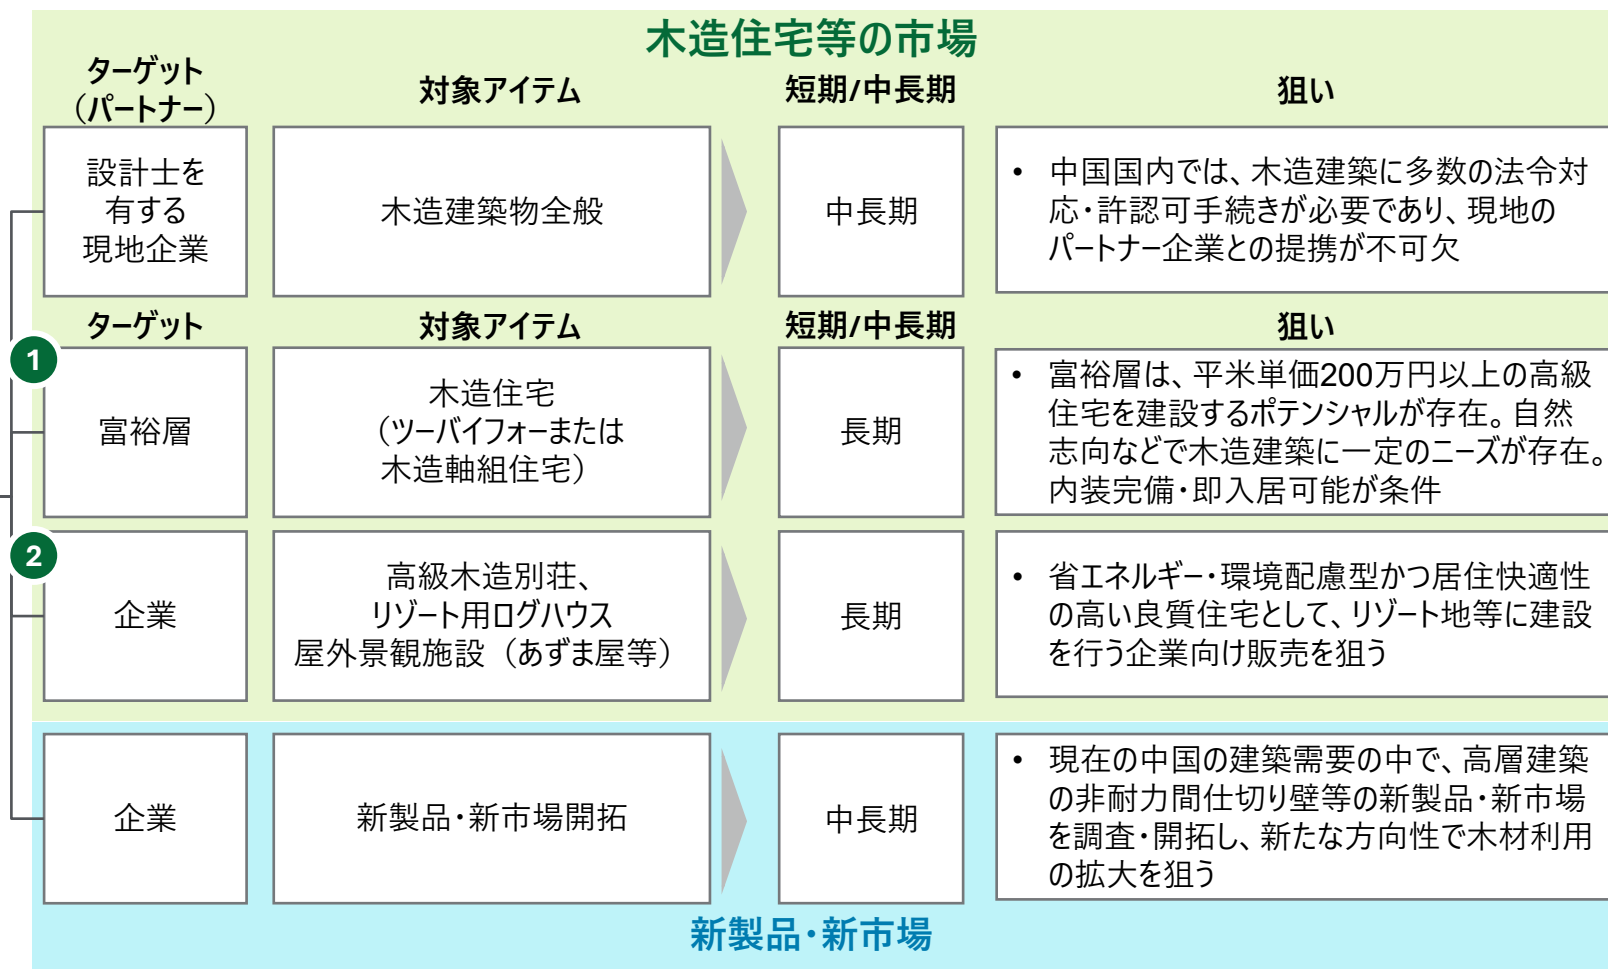 木造住宅等の市場
ターゲット
（パートナー）
対象アイテム
短期/中長期
狙い
設計士を
有する
現地企業
木造建築物全般
中長期
• 中国国内では、木造建築に多数の法令対
応・許認可手続きが必要であり、現地の
パートナー企業との提携が不可欠
ターゲット
対象アイテム
短期/中長期
狙い
1
富裕層
木造住宅
（ツーバイフォーまたは
木造軸組住宅）
長期
• 富裕層は、平米単価200万円以上の高級
住宅を建設するポテンシャルが存在。自然
志向などで木造建築に一定のニーズが存在。
内装完備・即入居可能が条件
2
企業
高級木造別荘、
リゾート用ログハウス
屋外景観施設（あずま屋等）
長期
• 省エネルギー・環境配慮型かつ居住快適性
の高い良質住宅として、リゾート地等に建設
を行う企業向け販売を狙う
企業
新製品・新市場開拓
中長期
• 現在の中国の建築需要の中で、高層建築
の非耐力間仕切り壁等の新製品・新市場
を調査・開拓し、新たな方向性で木材利用
の拡大を狙う
新製品・新市場